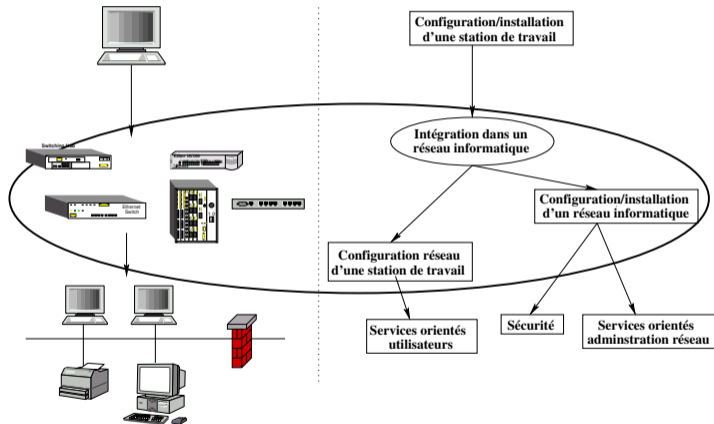 Configuration/installation
d'une station de travail
Intégration dans un
réseau informatique
Ethernet
Switch
Configuration/installation
d'un réseau informatique
Configuration réseau
d'une station de travail
Services orientés
utilisateurs
Sécurité
Services orientés
adminstration réseau